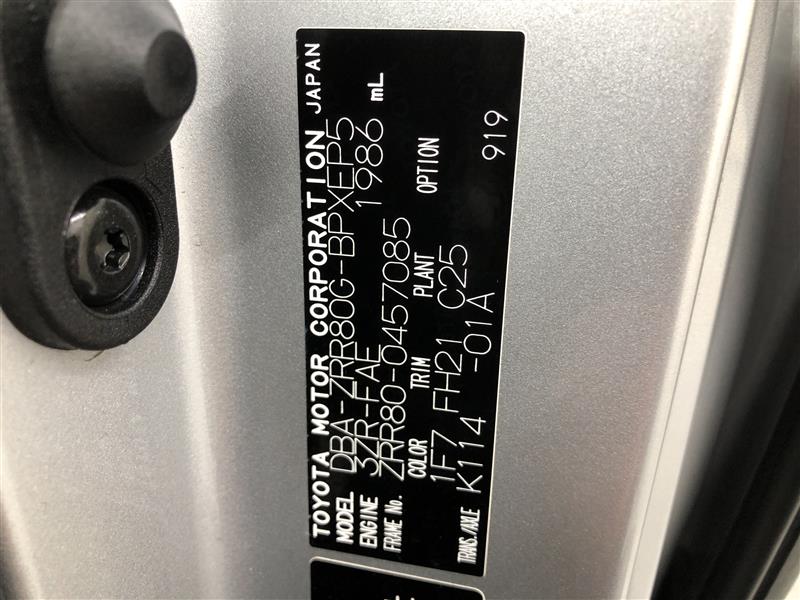 TOYOTA MOTOR CORPORATION JAPAN
MODEL DBA-ZRR80G-BPXEP5
ENGINE 3ZR-FAE 1986 mL
FRAME No. ZRR80-0457085
COLOR TRIM PLANT OPTION
1F7 FH21 C25
TRANS./AXLE K114 -01A 919